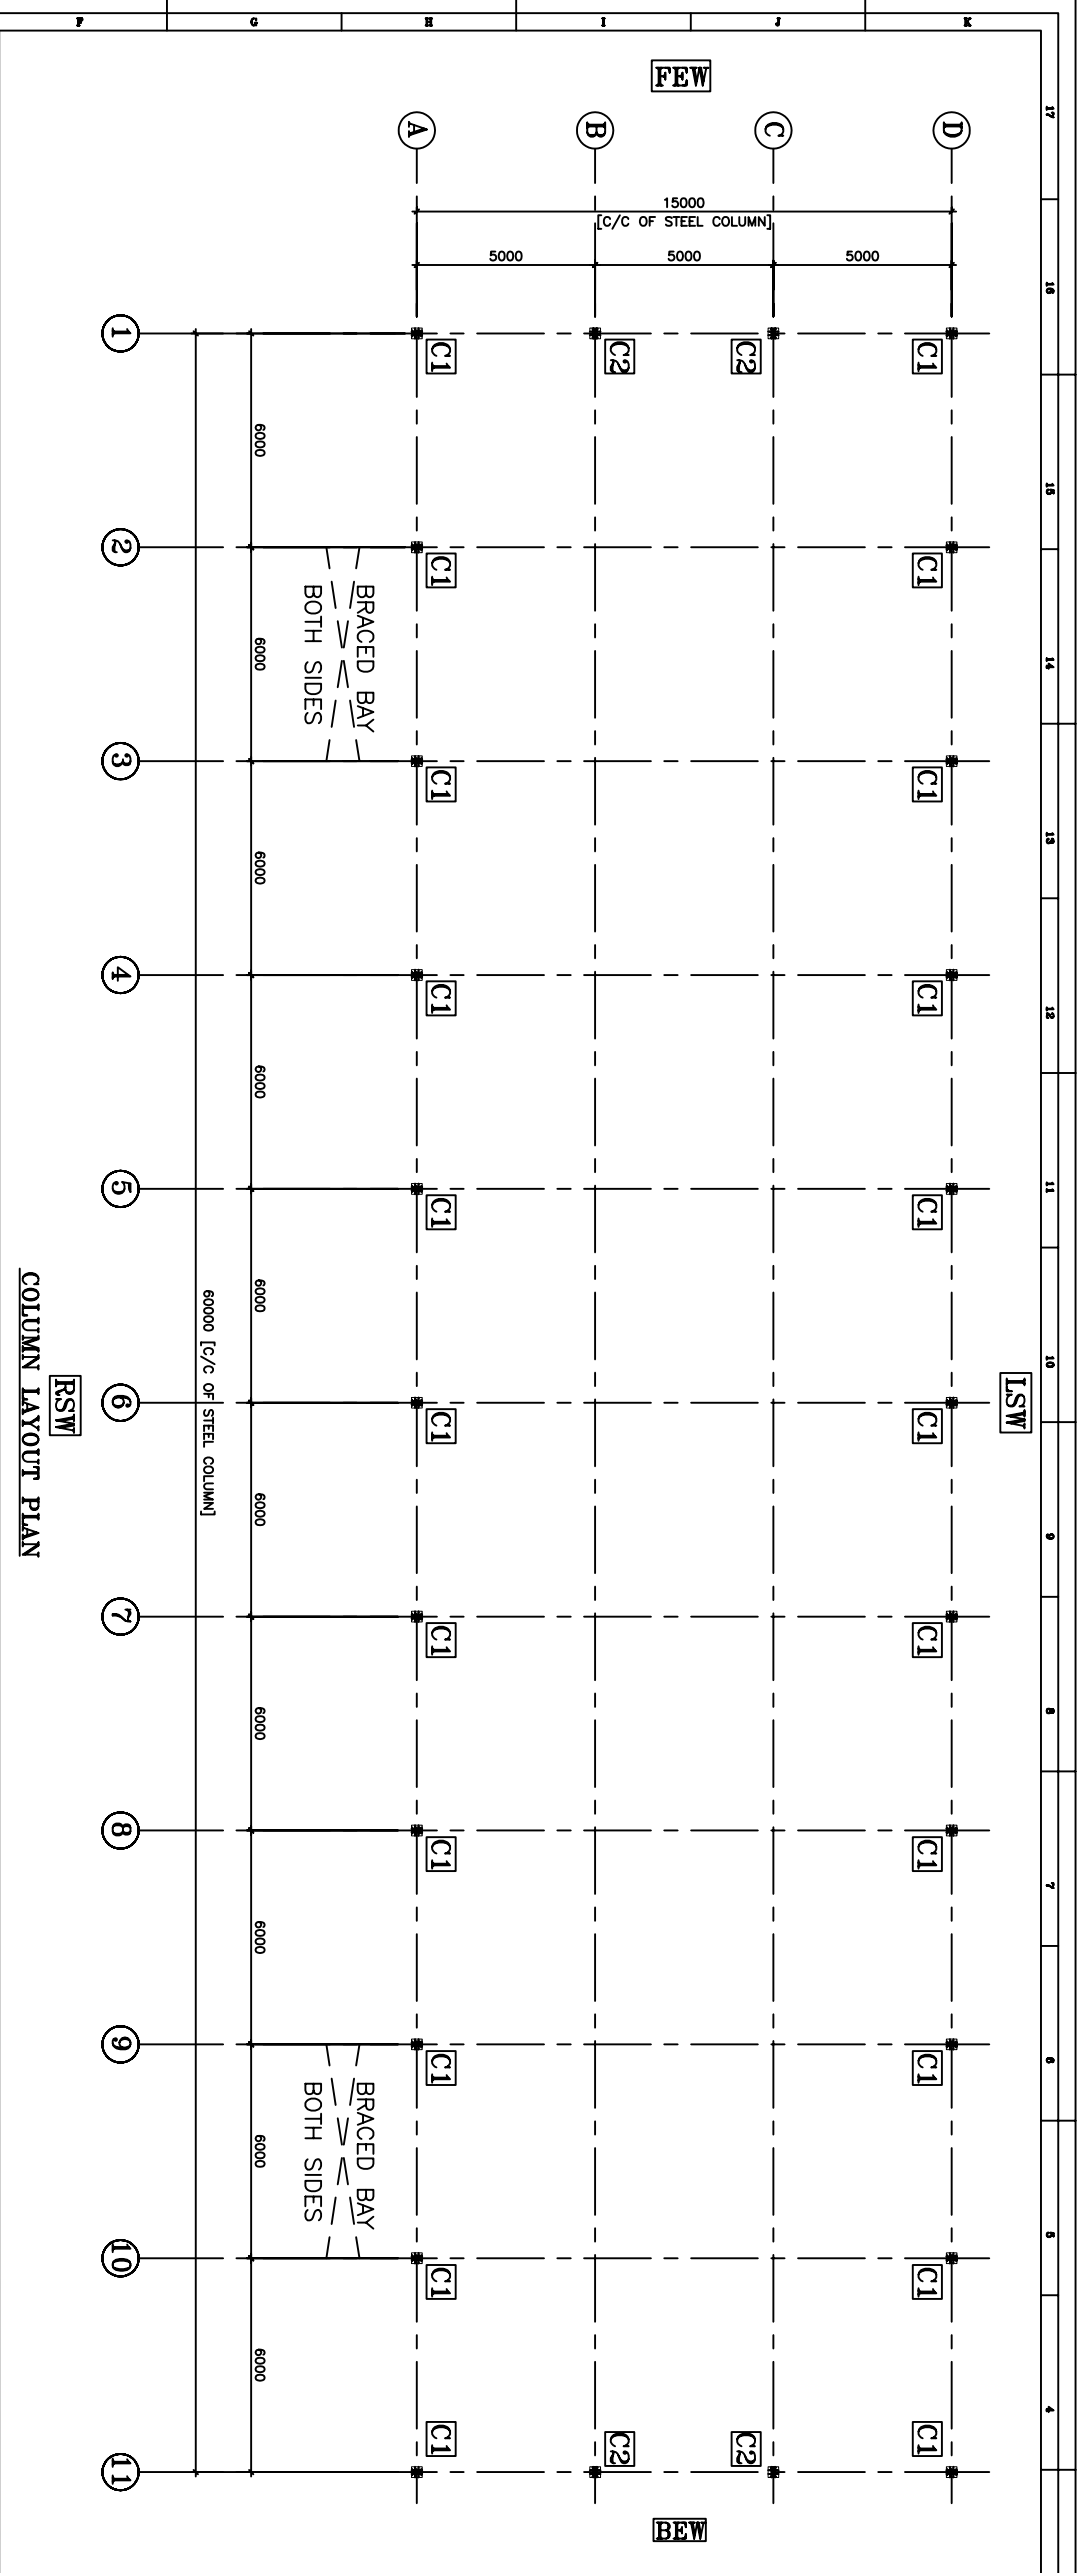 17 16 15 14 13 12 11 10 9 8 7 6 5 4
LSW
K
D
C1 C1 C1 C1 C1 C1 C1 C1 C1 C1 C1
5000
J
C
C2 C2
15000
[C/C OF STEEL COLUMN]
5000
FEW
BEW
I
B
C2 C2
5000
H
A
C1 C1 C1 C1 C1 C1 C1 C1 C1 C1 C1
BRACED BAY
BOTH SIDES
BRACED BAY
BOTH SIDES
G
6000 6000 6000 6000 6000 6000 6000 6000 6000 6000
60000 [C/C OF STEEL COLUMN]
1 2 3 4 5 6 7 8 9 10 11
F
RSW
COLUMN LAYOUT PLAN